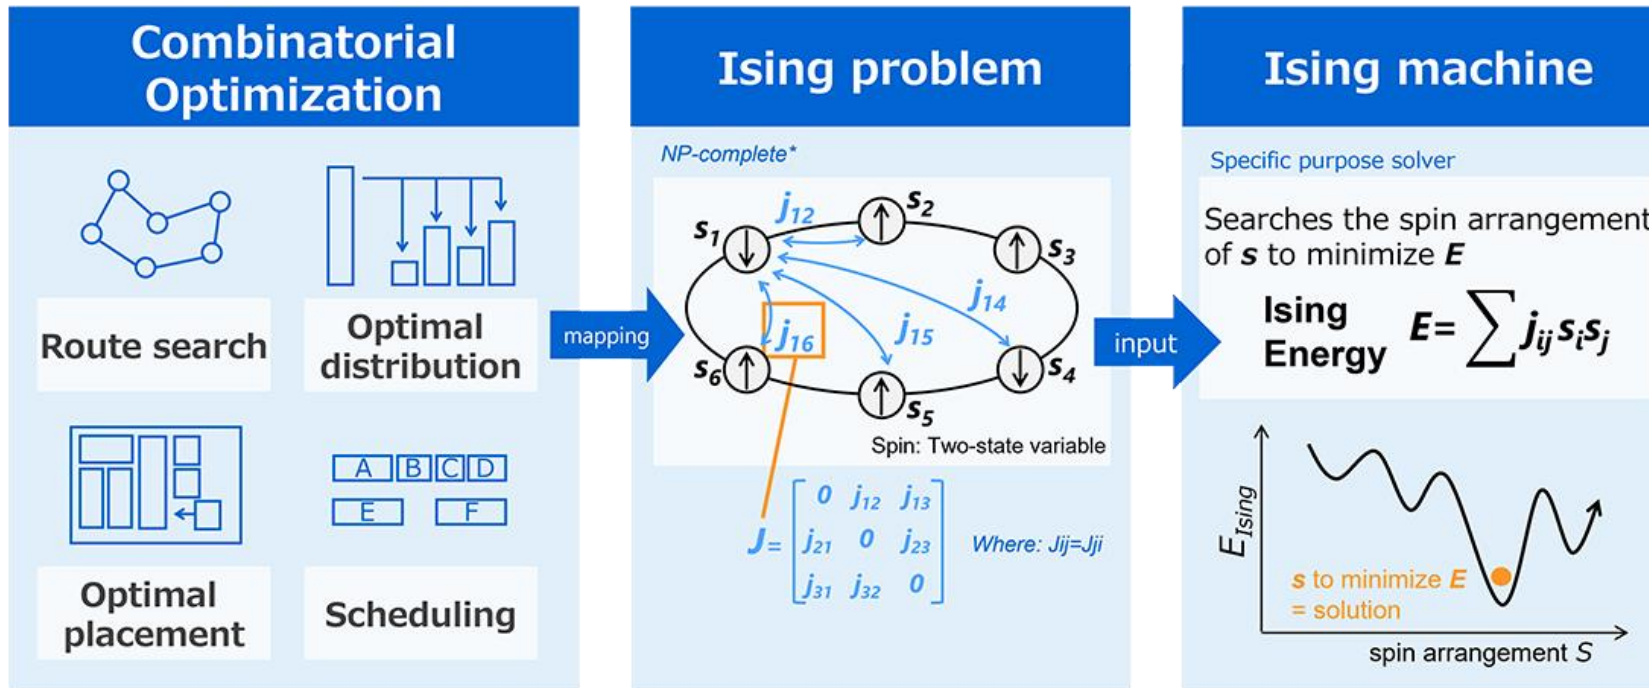 Combinatorial
Optimization
Route search
Optimal
distribution
A B C D
E F
Optimal
placement
Scheduling
mapping
Ising problem
NP-complete*
s1
j12
s2
s3
j14
j15
j16
s6
s5
s4
Spin: Two-state variable
J=
0 j12 j13
j21 0 j23
j31 j32 0
Where: Jij=Jji
input
Ising machine
Specific purpose solver
Searches the spin arrangement
of s to minimize E
Ising
Energy
E= ∑ jij si sj
EIsing
s to minimize E
= solution
spin arrangement S